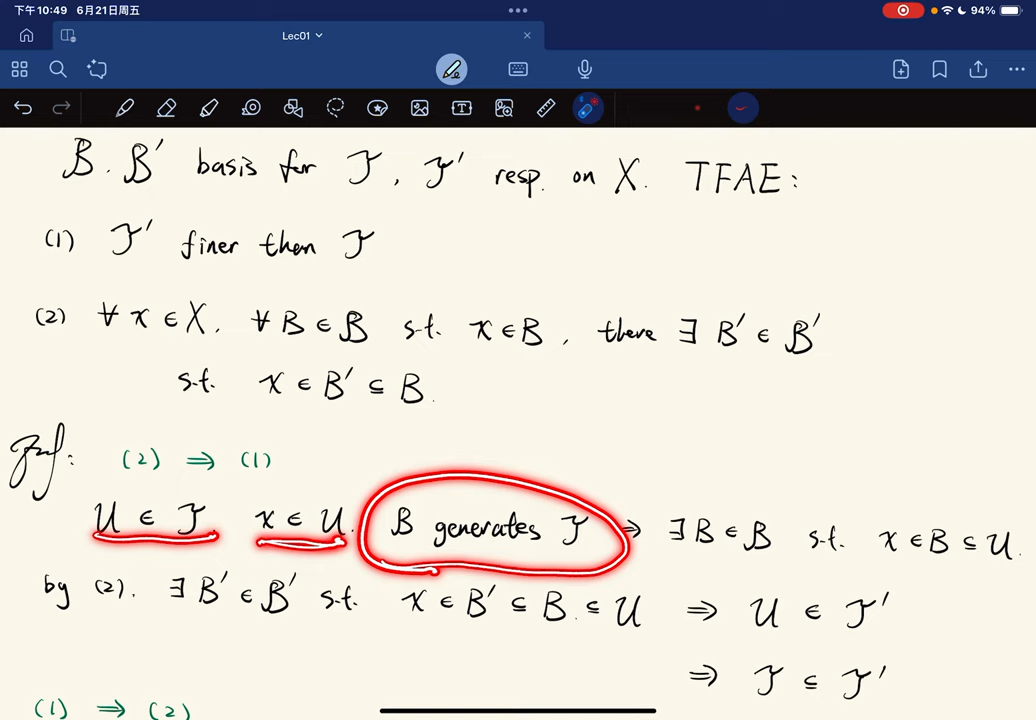 下午10:49 6月21日周五 94%
Lec01
ℬ. ℬ' basis for 𝒯, 𝒯' resp. on X. TFAE:
(1) 𝒯' finer then 𝒯
(2) ∀ x ∈ X, ∀ B ∈ ℬ s.t. x ∈ B, there ∃ B' ∈ ℬ'
s.t. x ∈ B' ⊆ B.
(2) ⇒ (1)
U ∈ 𝒯. x ∈ U. ℬ generates 𝒯 ⇒ ∃ B ∈ ℬ s.t. x ∈ B ⊆ U.
by (2). ∃ B' ∈ ℬ' s.t. x ∈ B' ⊆ B. ⊆ U ⇒ U ∈ 𝒯'
⇒ 𝒯 ⊆ 𝒯'
(1) ⇒ (2)